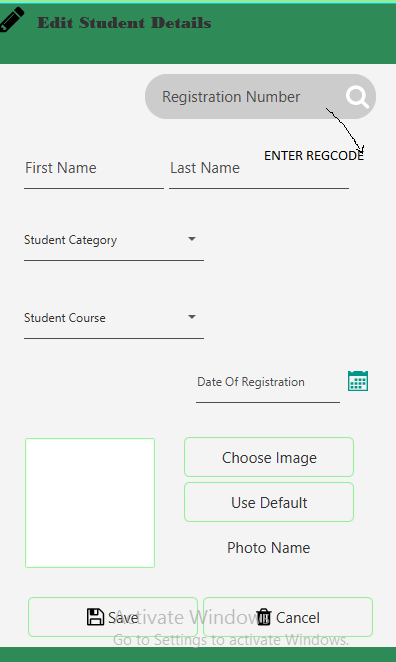 Edit Student Details
Registration Number
ENTER REGCODE
First Name Last Name
Student Category
Student Course
Date Of Registration
Choose Image
Use Default
Photo Name
Save Cancel
Activate Windows
Go to Settings to activate Windows.